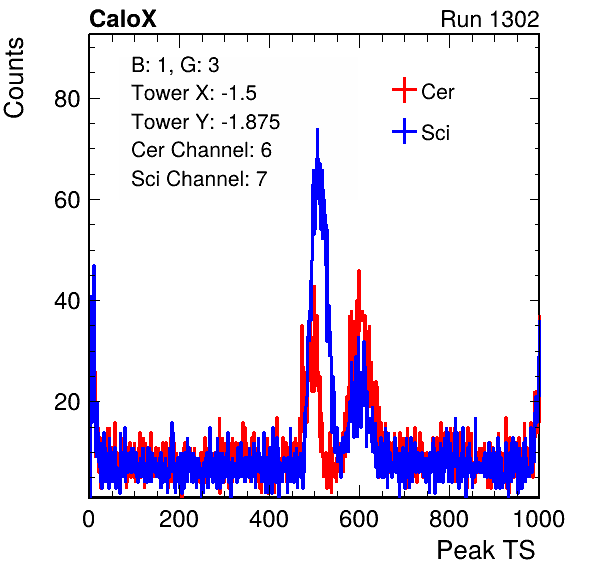 CaloX Run 1302
Counts
B: 1, G: 3
Tower X: -1.5
Tower Y: -1.875
Cer Channel: 6
Sci Channel: 7
Cer
Sci
80
60
40
20
0 200 400 600 800 1000
Peak TS